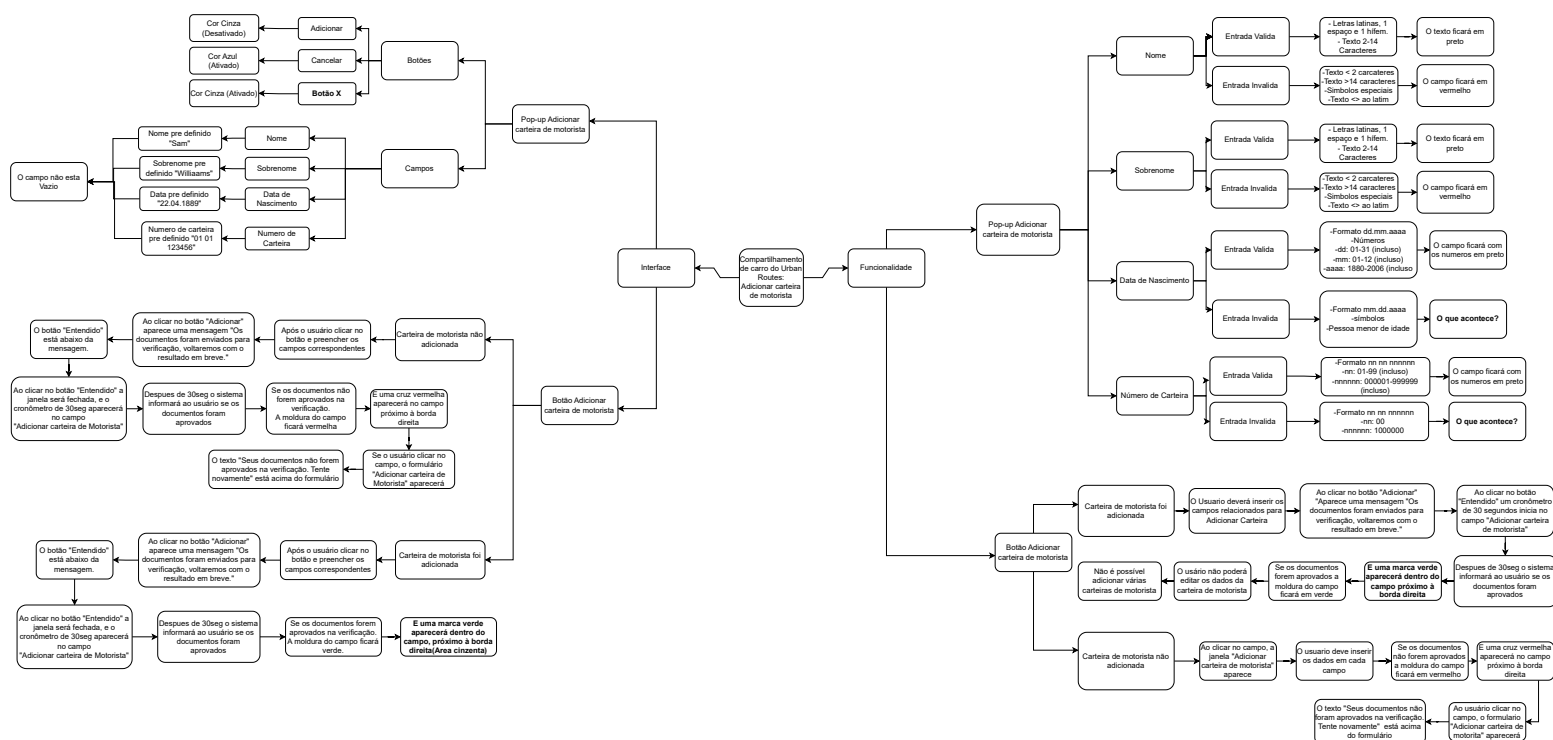 Cor Cinza
(Desativado)
Adicionar
Cor Azul
(Ativado)
Cancelar
Botões
Cor Cinza (Ativado)
Botão X
Pop-up Adicionar
carteira de motorista
Nome pre definido
"Sam"
Nome
Sobrenome pre
definido "Williaams"
Sobrenome
Campos
O campo não esta
Vazio
Data pre definido
"22.04.1889"
Data de
Nascimento
Numero de carteira
pre definido "01 01
123456"
Numero de
Carteira
Interface
Compartilhamento
de carro do Urban
Routes:
Adicionar carteira
de motorista
Funcionalidade
O botão "Entendido"
está abaixo da
mensagem.
Ao clicar no botão "Adicionar"
aparece uma mensagem "Os
documentos foram enviados para
verificação, voltaremos com o
resultado em breve."
Após o usuário clicar no
botão e preencher os
campos correspondentes
Carteira de motorista não
adicionada
Ao clicar no botão "Entendido" a
janela será fechada, e o
cronômetro de 30seg aparecerá
no campo
"Adicionar carteira de Motorista"
Despues de 30seg o sistema
informará ao usuário se os
documentos foram
aprovados
Se os documentos não
forem aprovados na
verificação.
A moldura do campo
ficará vermelha
E uma cruz vermelha
aparecerá no campo
próximo à borda
direita
Botão Adicionar
carteira de motorista
O texto "Seus documentos não forem
aprovados na verificação. Tente
novamente" está acima do formulário
Se o usuário clicar no
campo, o formulário
"Adicionar carteira de
Motorista" aparecerá
O botão "Entendido"
está abaixo da
mensagem.
Ao clicar no botão "Adicionar"
aparece uma mensagem "Os
documentos foram enviados para
verificação, voltaremos com o
resultado em breve."
Após o usuário clicar no
botão e preencher os
campos correspondentes
Carteira de motorista foi
adicionada
Ao clicar no botão "Entendido" a
janela será fechada, e o
cronômetro de 30seg aparecerá
no campo
"Adicionar carteira de Motorista"
Despues de 30seg o sistema
informará ao usuário se os
documentos foram
aprovados
Se os documentos forem
aprovados na verificação.
A moldura do campo ficará
verde.
E uma marca verde
aparecerá dentro do
campo, próximo à borda
direita(Area cinzenta)
Nome
Entrada Valida
- Letras latinas, 1
espaço e 1 hífem.
- Texto 2-14
Caracteres
O texto ficará em
preto
Entrada Invalida
-Texto < 2 carcateres
-Texto >14 caracteres
-Simbolos especiais
-Texto <> ao latim
O campo ficará em
vermelho
Sobrenome
Entrada Valida
- Letras latinas, 1
espaço e 1 hífem.
- Texto 2-14
Caracteres
O texto ficará em
preto
Entrada Invalida
-Texto < 2 carcateres
-Texto >14 caracteres
-Simbolos especiais
-Texto <> ao latim
O campo ficará em
vermelho
Pop-up Adicionar
carteira de motorista
Data de Nascimento
Entrada Valida
-Formato dd.mm.aaaa
-Números
-dd: 01-31 (incluso)
-mm: 01-12 (incluso)
-aaaa: 1880-2006 (incluso
O campo ficará com
os numeros em preto
Entrada Invalida
-Formato mm.dd.aaaa
-símbolos
-Pessoa menor de idade
O que acontece?
Número de Carteira
Entrada Valida
-Formato nn nn nnnnnn
-nn: 01-99 (incluso)
-nnnnnn: 000001-999999
(incluso)
O campo ficará com
os numeros em preto
Entrada Invalida
-Formato nn nn nnnnnn
-nn: 00
-nnnnnn: 1000000
O que acontece?
Botão Adicionar
carteira de motorista
Carteira de motorista foi
adicionada
O Usuario deverá inserir os
campos relacionados para
Adicionar Carteira
Ao clicar no botão "Adicionar"
"Aparece uma mensagem "Os
documentos foram enviados para
verificação, voltaremos com o
resultado em breve."
Ao clicar no botão
"Entendido" um cronômetro
de 30 segundos inicia no
campo "Adicionar carteira
de motorista"
Não é possível
adicionar várias
carteiras de motorista
O usário não poderá
editar os dados da
carteira de motorista
Se os documentos
forem aprovados a
moldura do campo
ficará em verde
E uma marca verde
aparecerá dentro do
campo próximo à
borda direita
Despues de 30seg o sistema
informará ao usuário se os
documentos foram
aprovados
Carteira de motorista não
adicionada
Ao clicar no campo, a
janela "Adicionar
carteira de motorista"
aparece
O usuario deve inserir
os dados em cada
campo
Se os documentos
não forem aprovados
a moldura do campo
ficará em vermelho
E uma cruz vermelha
aparecerá no campo
próximo à borda
direita
O texto "Seus documentos não
foram aprovados na verificação.
Tente novamente" está acima
do formulário
Ao usuário clicar no
campo, o formulario
"Adicionar carteira de
motorita" aparecerá